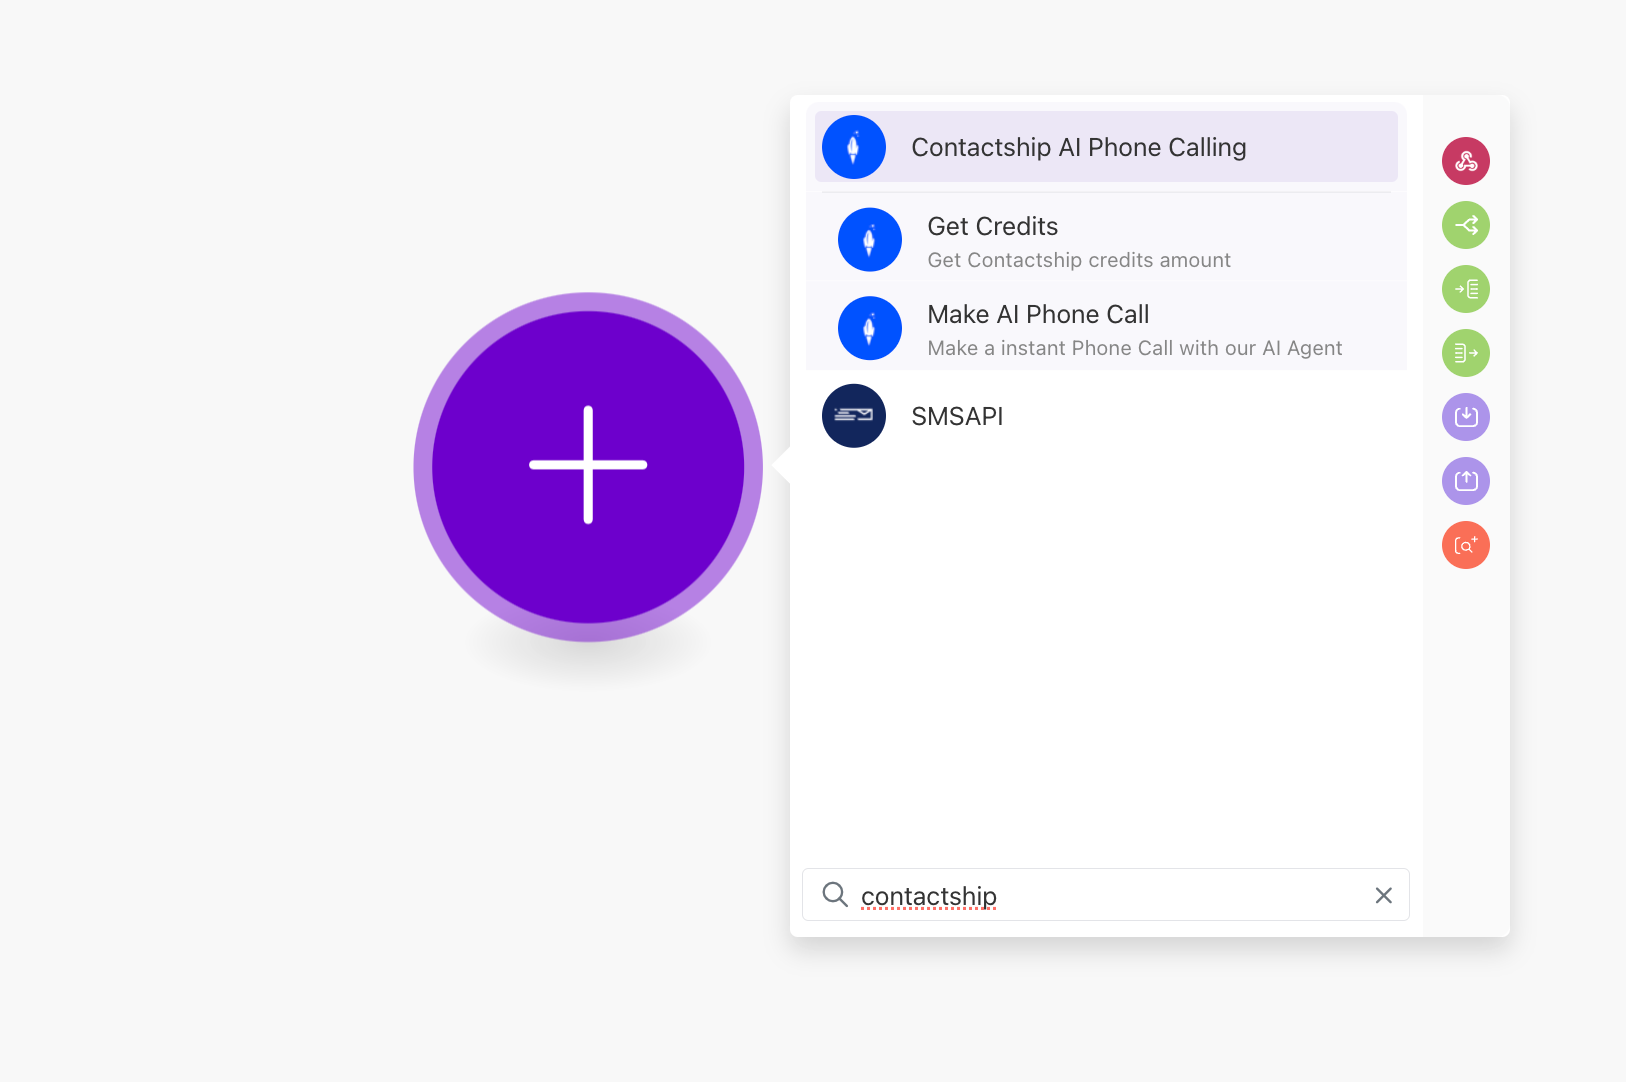 Contactship AI Phone Calling
Get Credits
Get Contactship credits amount
Make AI Phone Call
Make a instant Phone Call with our AI Agent
SMSAPI
contactship